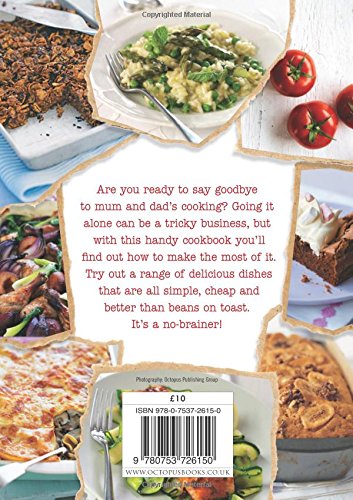 Copyrighted Material
Are you ready to say goodbye
to mum and dad's cooking? Going it
alone can be a tricky business, but
with this handy cookbook you'll
find out how to make the most of it.
Try out a range of delicious dishes
that are all simple, cheap and
better than beans on toast.
It's a no-brainer!
Photography: Octopus Publishing Group
£10
ISBN 978-0-7537-2615-0
9 780753 726150
WWW.OCTOPUSBOOKS.CO.UK
Copyrighted Material